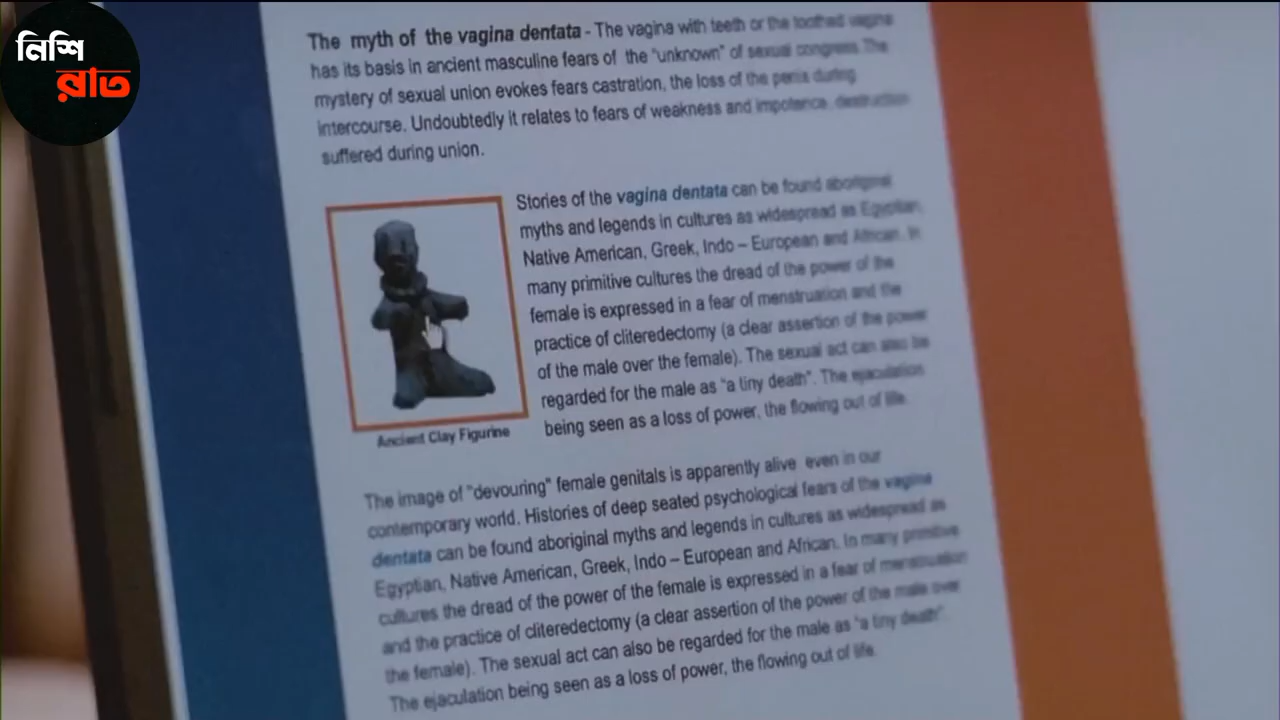 নিশি
রাত
The myth of the vagina dentata - The vagina with teeth or the toothed vagina
has its basis in ancient masculine fears of the "unknown" of sexual congress. The
mystery of sexual union evokes fears castration, the loss of the penis during
intercourse. Undoubtedly it relates to fears of weakness and impotence, destruction
suffered during union.
Stories of the vagina dentata can be found aboriginal
myths and legends in cultures as widespread as Egyptian,
Native American, Greek, Indo – European and African. In
many primitive cultures the dread of the power of the
female is expressed in a fear of menstruation and the
practice of cliteredectomy (a clear assertion of the power
of the male over the female). The sexual act can also be
regarded for the male as "a tiny death". The ejaculation
being seen as a loss of power, the flowing out of life.
Ancient Clay Figurine
The image of "devouring" female genitals is apparently alive even in our
contemporary world. Histories of deep seated psychological fears of the vagina
dentata can be found aboriginal myths and legends in cultures as widespread as
Egyptian, Native American, Greek, Indo – European and African. In many primitive
cultures the dread of the power of the female is expressed in a fear of menstruation
and the practice of cliteredectomy (a clear assertion of the power of the male over
the female). The sexual act can also be regarded for the male as "a tiny death".
The ejaculation being seen as a loss of power, the flowing out of life.